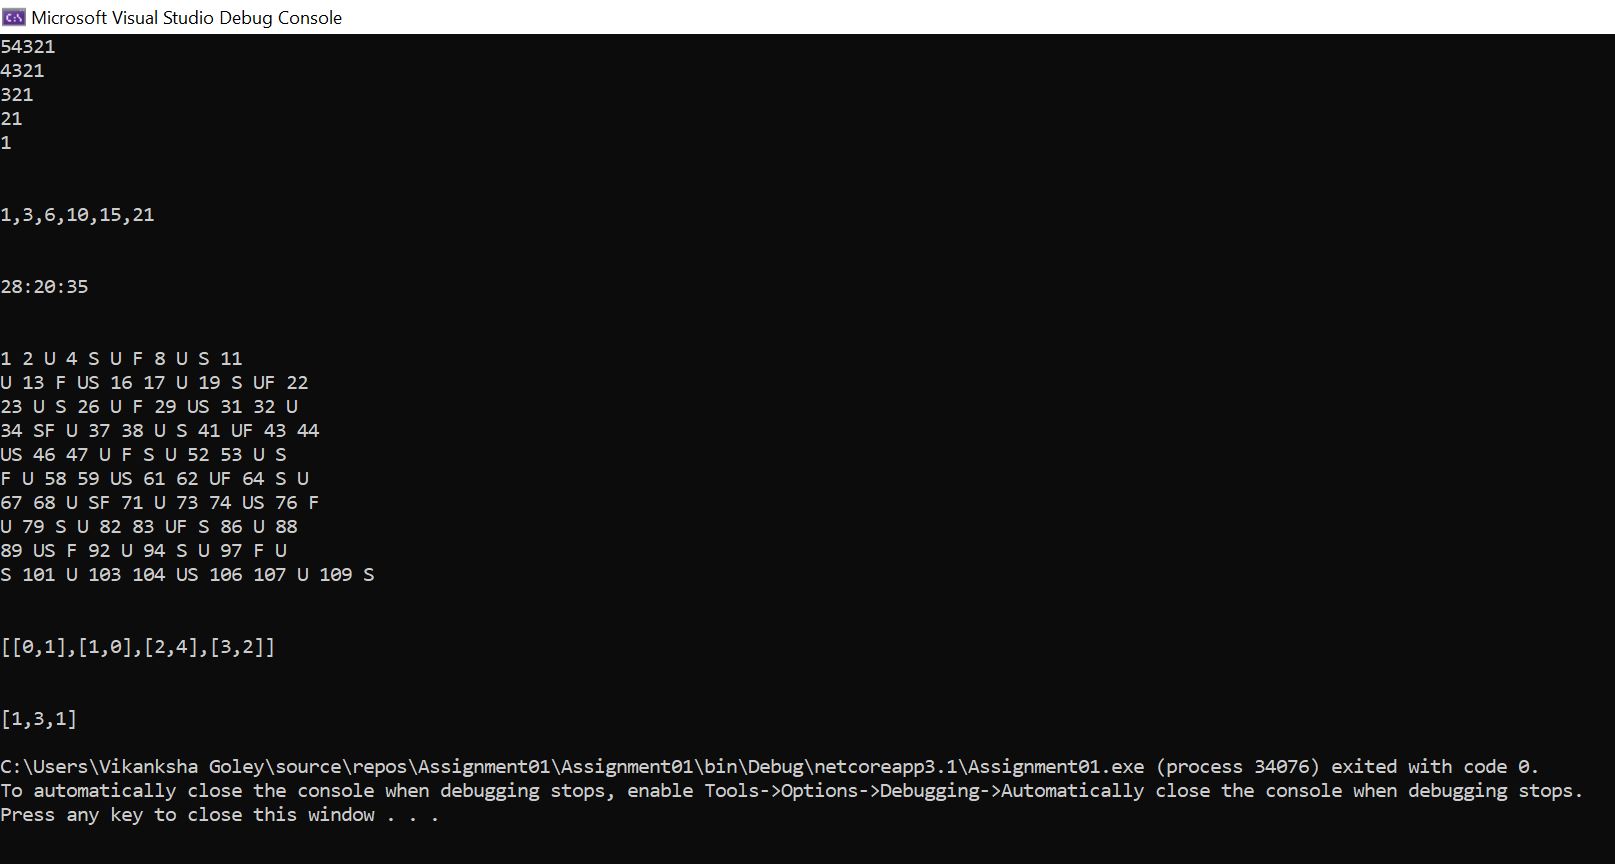 Microsoft Visual Studio Debug Console
54321
4321
321
21
1
1,3,6,10,15,21
28:20:35
1 2 U 4 S U F 8 U S 11
U 13 F US 16 17 U 19 S UF 22
23 U S 26 U F 29 US 31 32 U
34 SF U 37 38 U S 41 UF 43 44
US 46 47 U F S U 52 53 U S
F U 58 59 US 61 62 UF 64 S U
67 68 U SF 71 U 73 74 US 76 F
U 79 S U 82 83 UF S 86 U 88
89 US F 92 U 94 S U 97 F U
S 101 U 103 104 US 106 107 U 109 S
[[0,1],[1,0],[2,4],[3,2]]
[1,3,1]
C:\Users\Vikanksha Goley\source\repos\Assignment01\Assignment01\bin\Debug\netcoreapp3.1\Assignment01.exe (process 34076) exited with code 0.
To automatically close the console when debugging stops, enable Tools->Options->Debugging->Automatically close the console when debugging stops.
Press any key to close this window . . .